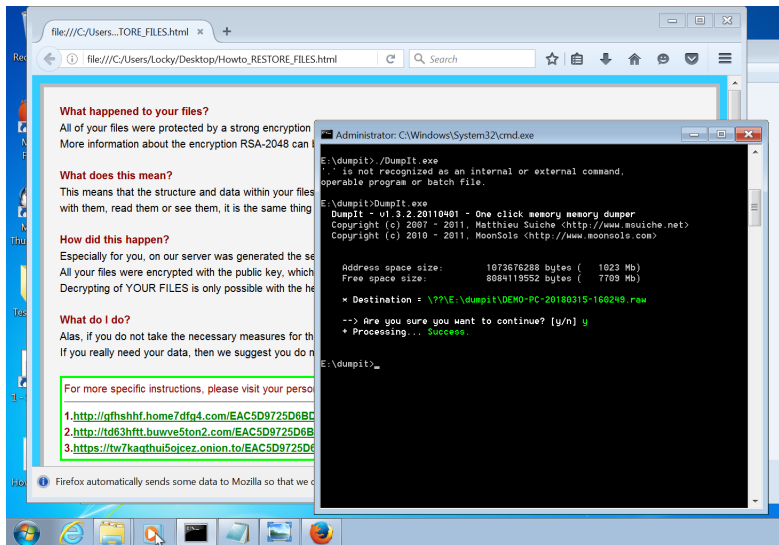 file:///C:/Users...TORE_FILES.html
file:///C:/Users/Locky/Desktop/Howto_RESTORE_FILES.html
Search
What happened to your files?
All of your files were protected by a strong encryption
More information about the encryption RSA-2048 can
What does this mean?
This means that the structure and data within your files
with them, read them or see them, it is the same thing
How did this happen?
Especially for you, on our server was generated the se
All your files were encrypted with the public key, which
Decrypting of YOUR FILES is only possible with the he
What do I do?
Alas, if you do not take the necessary measures for th
If you really need your data, then we suggest you do n
For more specific instructions, please visit your perso
1.http://gfhshhf.home7dfg4.com/EAC5D9725D6BD
2.http://td63hftt.buwve5ton2.com/EAC5D9725D6B
3.https://tw7kaqthui5ojcez.onion.to/EAC5D9725D6
Firefox automatically sends some data to Mozilla so that we c
Administrator: C:\Windows\System32\cmd.exe
E:\dumpit>./DumpIt.exe
'.' is not recognized as an internal or external command,
operable program or batch file.
E:\dumpit>DumpIt.exe
DumpIt - v1.3.2.20110401 - One click memory memory dumper
Copyright (c) 2007 - 2011, Matthieu Suiche <http://www.msuiche.net>
Copyright (c) 2010 - 2011, MoonSols <http://www.moonsols.com>
Address space size: 1073676288 bytes ( 1023 Mb)
Free space size: 8084119552 bytes ( 7709 Mb)
* Destination = \??\E:\dumpit\DEMO-PC-20180315-160249.raw
--> Are you sure you want to continue? [y/n] y
+ Processing... Success.
E:\dumpit>_